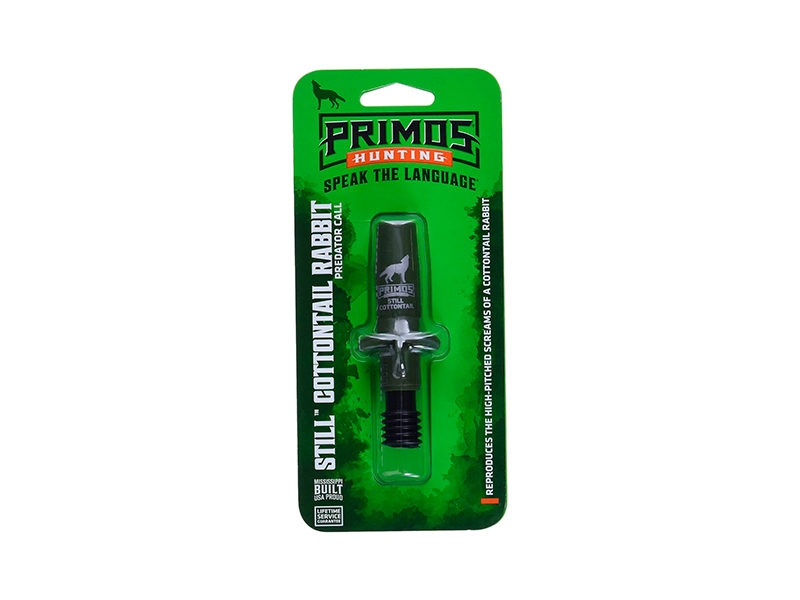 PRIMOS
HUNTING
SPEAK THE LANGUAGE
STILL™ COTTONTAIL RABBIT
PREDATOR CALL
PRIMOS
STILL
COTTONTAIL
REPRODUCES THE HIGH-PITCHED SCREAMS OF A COTTONTAIL RABBIT
MISSISSIPPI
BUILT
USA PROUD
LIFETIME
SERVICE
GUARANTEE